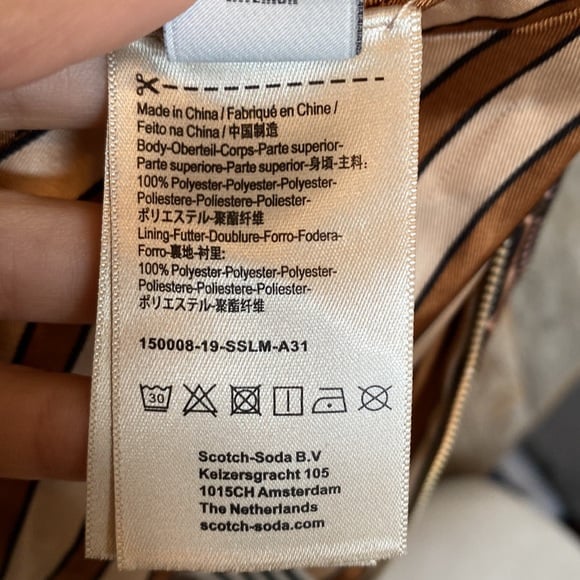 Made in China / Fabriqué en Chine /
Feito na China / 中国制造
Body-Oberteil-Corps-Parte superior-
Parte superiore-Parte superior-身頃-主料:
100% Polyester-Polyester-Polyester-
Poliestere-Poliestere-Poliester-
ポリエステル-聚酯纤维
Lining-Futter-Doublure-Forro-Fodera-
Forro-裏地-衬里:
100% Polyester-Polyester-Polyester-
Poliestere-Poliestere-Poliester-
ポリエステル-聚酯纤维
150008-19-SSLM-A31
30
Scotch-Soda B.V
Keizersgracht 105
1015CH Amsterdam
The Netherlands
scotch-soda.com